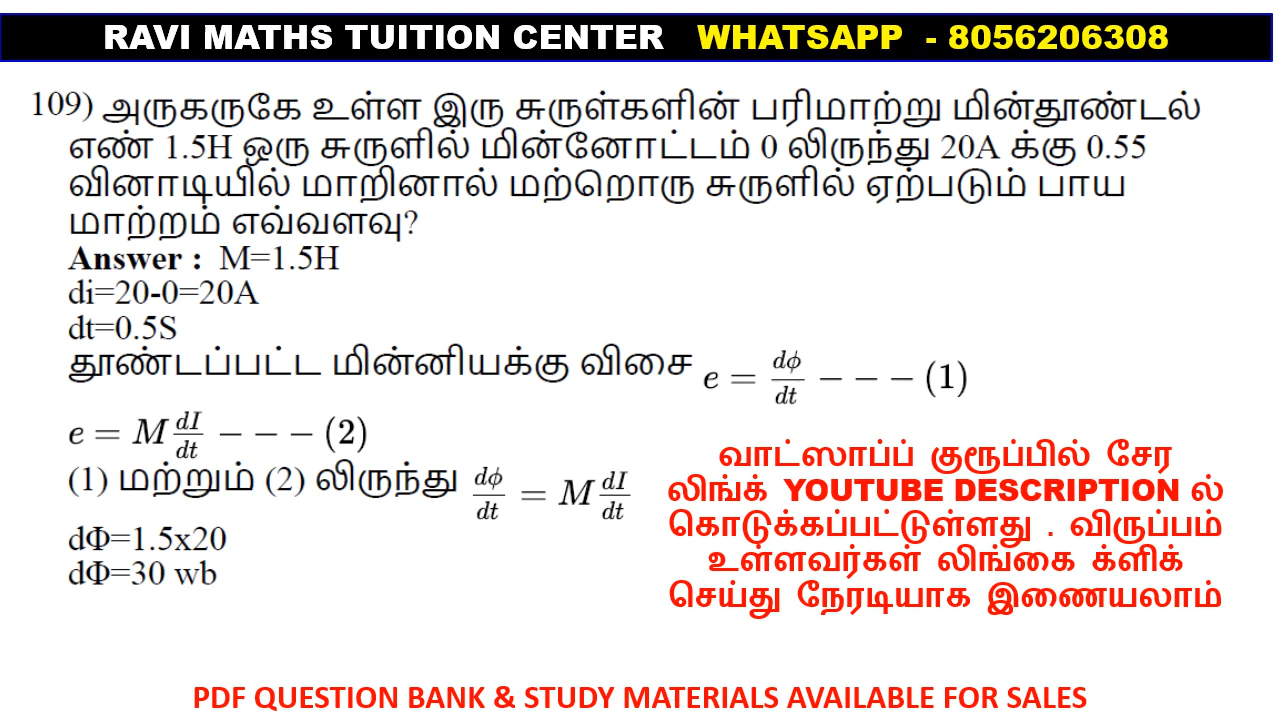 RAVI MATHS TUITION CENTER WHATSAPP - 8056206308
109) அருகருகே உள்ள இரு சுருள்களின் பரிமாற்று மின்தூண்டல்
எண் 1.5H ஒரு சுருளில் மின்னோட்டம் 0 லிருந்து 20A க்கு 0.55
வினாடியில் மாறினால் மற்றொரு சுருளில் ஏற்படும் பாய
மாற்றம் எவ்வளவு?
Answer : M=1.5H
di=20-0=20A
dt=0.5S
தூண்டப்பட்ட மின்னியக்கு விசை e = dϕ/dt − − − (1)
e = M dI/dt − − − (2)
(1) மற்றும் (2) லிருந்து dϕ/dt = M dI/dt
dΦ=1.5x20
dΦ=30 wb
வாட்ஸாப்ப் குரூப்பில் சேர
லிங்க் YOUTUBE DESCRIPTION ல்
கொடுக்கப்பட்டுள்ளது . விருப்பம்
உள்ளவர்கள் லிங்கை க்ளிக்
செய்து நேரடியாக இணையலாம்
PDF QUESTION BANK & STUDY MATERIALS AVAILABLE FOR SALES